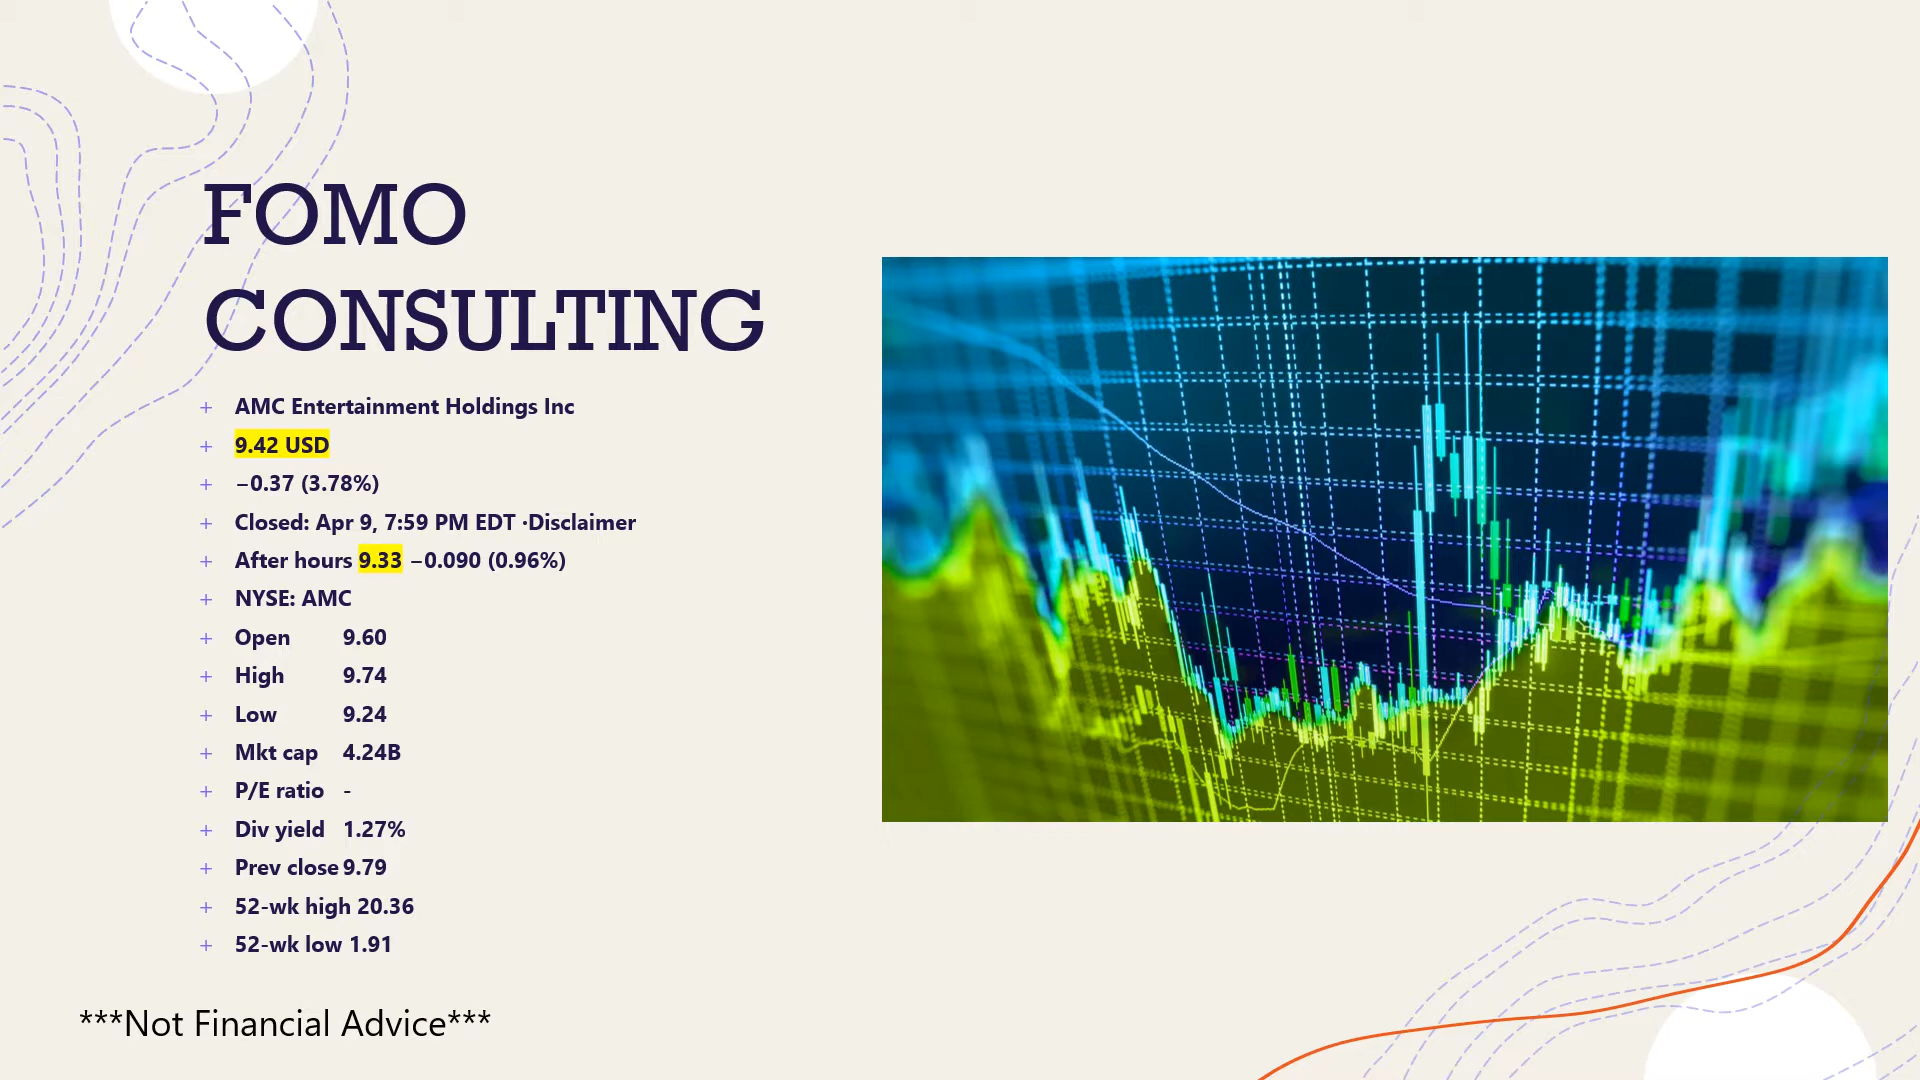 FOMO
CONSULTING
+ AMC Entertainment Holdings Inc
+ 9.42 USD
+ −0.37 (3.78%)
+ Closed: Apr 9, 7:59 PM EDT ·Disclaimer
+ After hours 9.33 −0.090 (0.96%)
+ NYSE: AMC
+ Open 9.60
+ High 9.74
+ Low 9.24
+ Mkt cap 4.24B
+ P/E ratio -
+ Div yield 1.27%
+ Prev close 9.79
+ 52-wk high 20.36
+ 52-wk low 1.91
***Not Financial Advice***